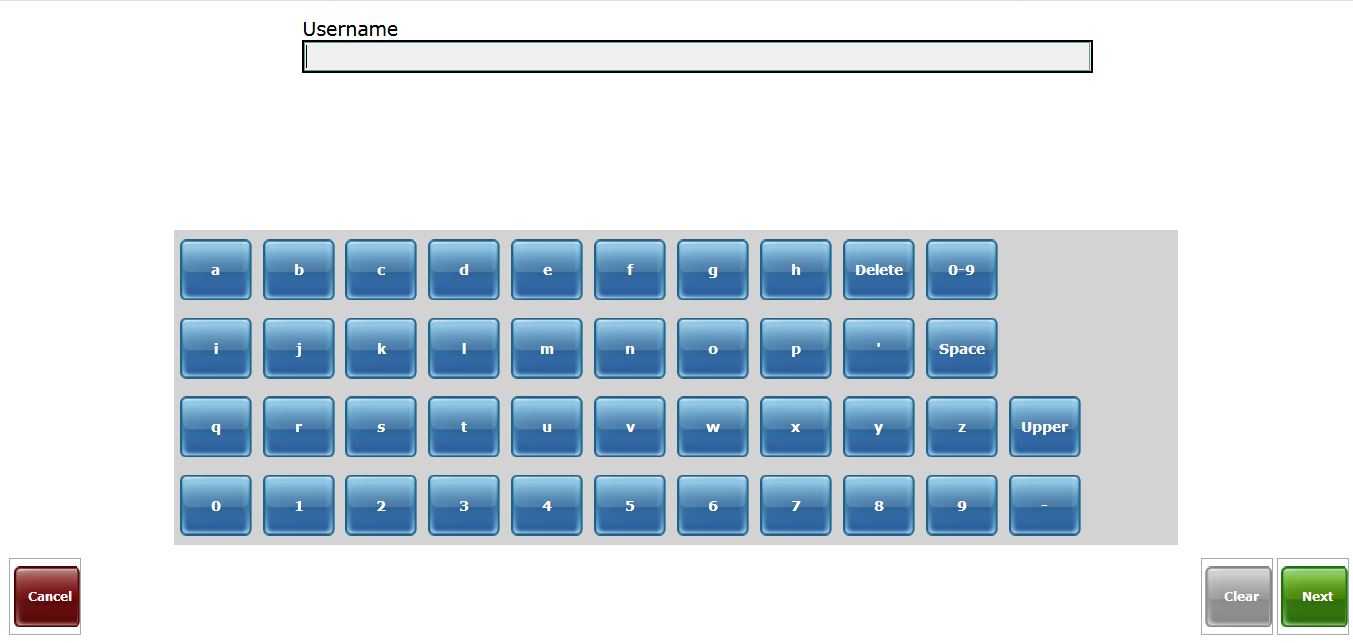 Username
a b c d e f g h Delete 0-9
i j k l m n o p ' Space
q r s t u v w x y z Upper
0 1 2 3 4 5 6 7 8 9 -
Cancel Clear Next